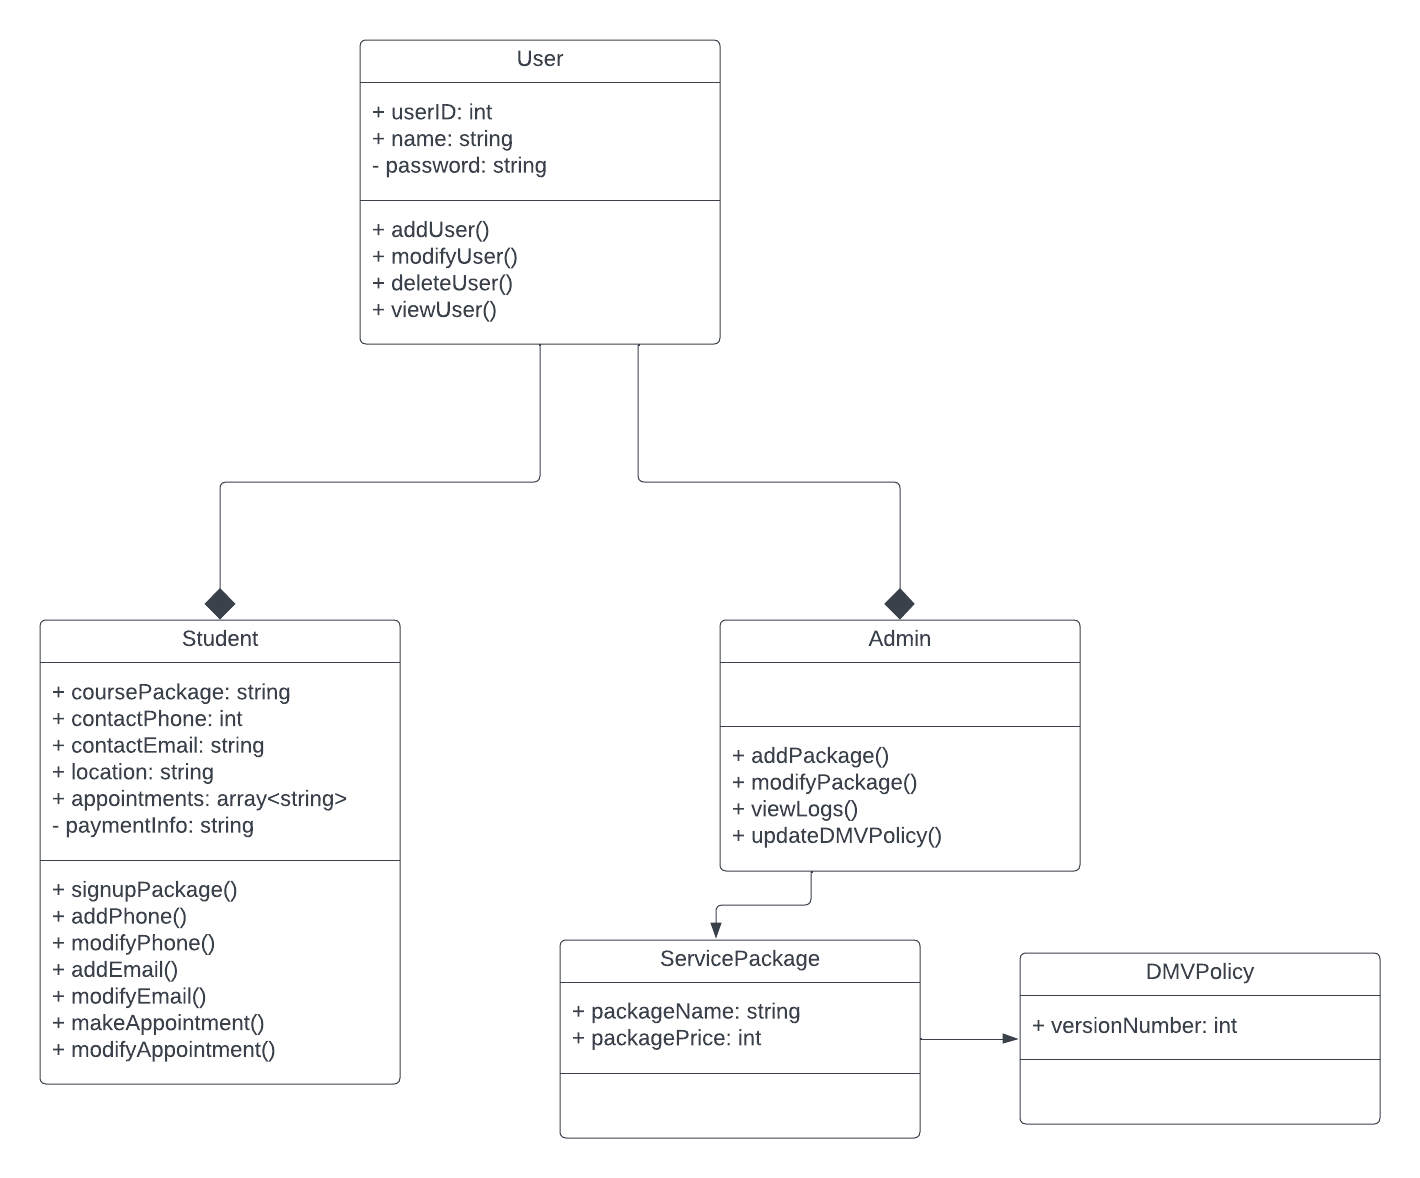 User
+ userID: int
+ name: string
- password: string
+ addUser()
+ modifyUser()
+ deleteUser()
+ viewUser()
Student
+ coursePackage: string
+ contactPhone: int
+ contactEmail: string
+ location: string
+ appointments: array<string>
- paymentInfo: string
+ signupPackage()
+ addPhone()
+ modifyPhone()
+ addEmail()
+ modifyEmail()
+ makeAppointment()
+ modifyAppointment()
Admin
+ addPackage()
+ modifyPackage()
+ viewLogs()
+ updateDMVPolicy()
ServicePackage
+ packageName: string
+ packagePrice: int
DMVPolicy
+ versionNumber: int